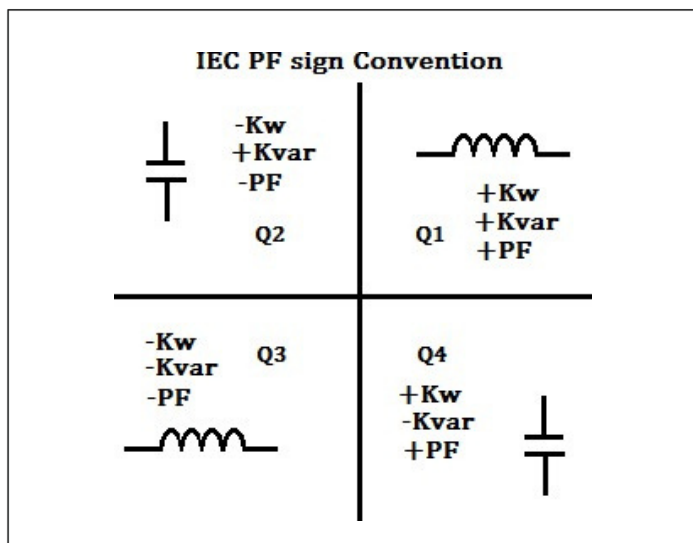 IEC PF sign Convention
-Kw
+Kvar
-PF
Q2
+Kw
+Kvar
+PF
Q1
-Kw
-Kvar
-PF
Q3
Q4
+Kw
-Kvar
+PF